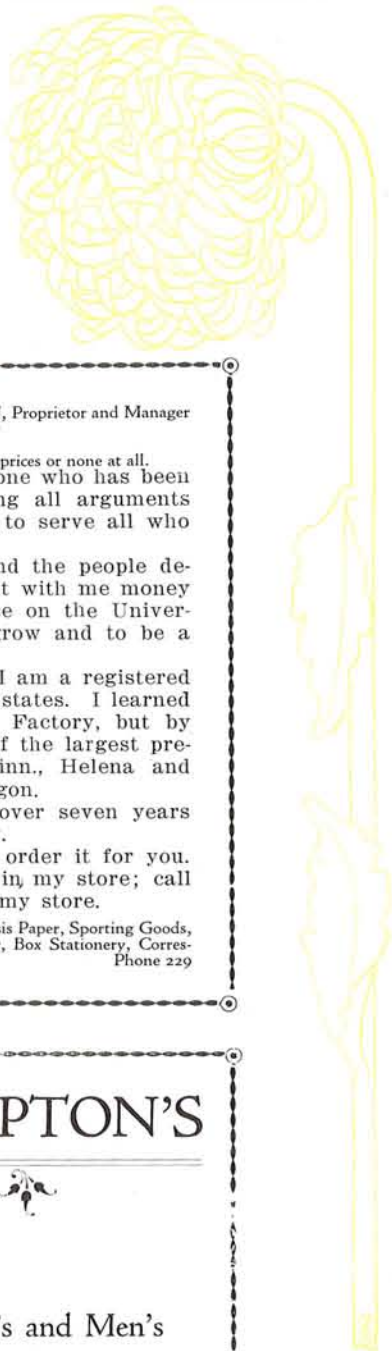 , Proprietor and Manager
prices or none at all.
one who has been
ng all arguments
to serve all who
nd the people de-
t with me money
e on the Univer-
grow and to be a
I am a registered
states. I learned
Factory, but by
f the largest pre-
inn., Helena and
gon.
over seven years
order it for you.
in my store; call
my store.
sis Paper, Sporting Goods,
, Box Stationery, Corres-
Phone 229
PTON'S
's and Men's